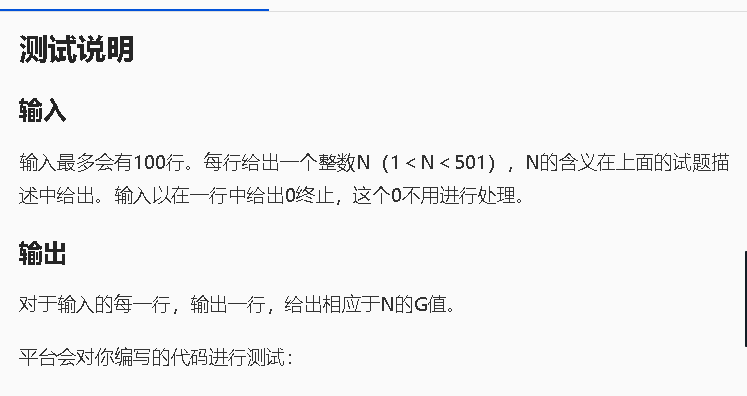 测试说明
输入
输入最多会有100行。每行给出一个整数N（1 < N < 501），N的含义在上面的试题描
述中给出。输入以在一行中给出0终止，这个0不用进行处理。
输出
对于输入的每一行，输出一行，给出相应于N的G值。
平台会对你编写的代码进行测试：